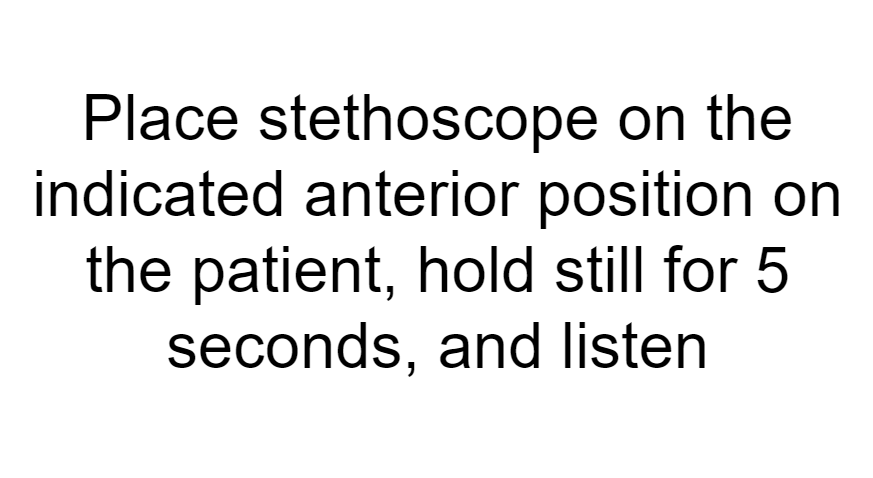 Place stethoscope on the
indicated anterior position on
the patient, hold still for 5
seconds, and listen